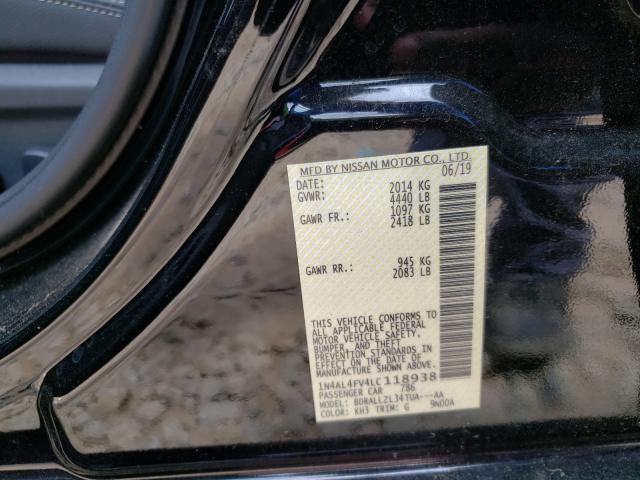 MFD BY NISSAN MOTOR CO., LTD.
DATE: 06/19
GVWR: 2014 KG
4440 LB
GAWR FR.: 1097 KG
2418 LB
GAWR RR.: 945 KG
2083 LB
THIS VEHICLE CONFORMS TO
ALL APPLICABLE FEDERAL
MOTOR VEHICLE SAFETY,
BUMPER, AND THEFT
PREVENTION STANDARDS IN
EFFECT ON THE DATE OF
MANUFACTURE SHOWN ABOVE.
1N4AL4FV4LC118938
PASSENGER CAR 786
MODEL: BDRALLZL34TUA---AA
COLOR: KH3 TRIM: G 9N00A